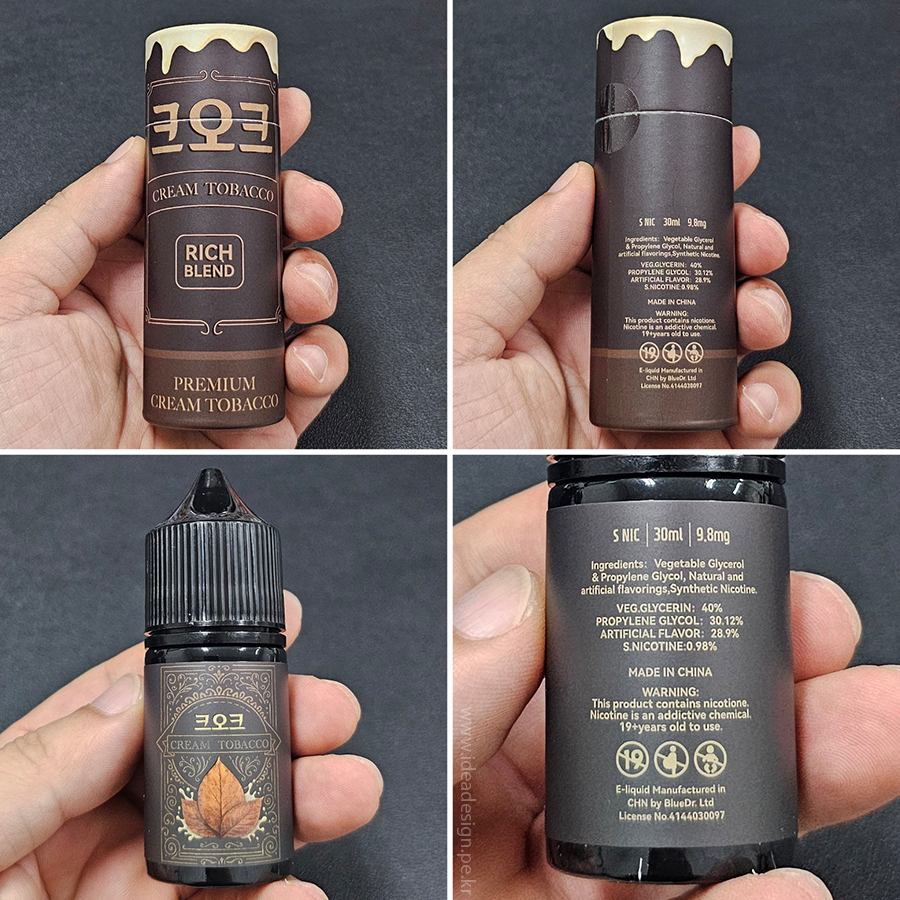 ヨ오ヨ
CREAM TOBACCO
RICH
BLEND
PREMIUM
CREAM TOBACCO
S NIC 30ml 9.8mg
Ingredients: Vegetable Glycerol
& Propylene Glycol, Natural and
artificial flavorings,Synthetic Nicotine.
VEG.GLYCERIN: 40%
PROPYLENE GLYCOL: 30.12%
ARTIFICIAL FLAVOR: 28.9%
S.NICOTINE:0.98%
MADE IN CHINA
WARNING:
This product contains nicotione.
Nicotine is an addictive chemical.
19+years old to use.
19
E-liquid Manufactured in
CHN by BlueDr. Ltd
License No.4144030097
ヨ오ヨ
CREAM TOBACCO
S NIC | 30ml | 9.8mg
Ingredients: Vegetable Glycerol
& Propylene Glycol, Natural and
artificial flavorings,Synthetic Nicotine.
VEG.GLYCERIN: 40%
PROPYLENE GLYCOL: 30.12%
ARTIFICIAL FLAVOR: 28.9%
S.NICOTINE:0.98%
MADE IN CHINA
WARNING:
This product contains nicotione.
Nicotine is an addictive chemical.
19+years old to use.
19
E-liquid Manufactured in
CHN by BlueDr. Ltd
License No.4144030097
www.ideadesign.pe.kr